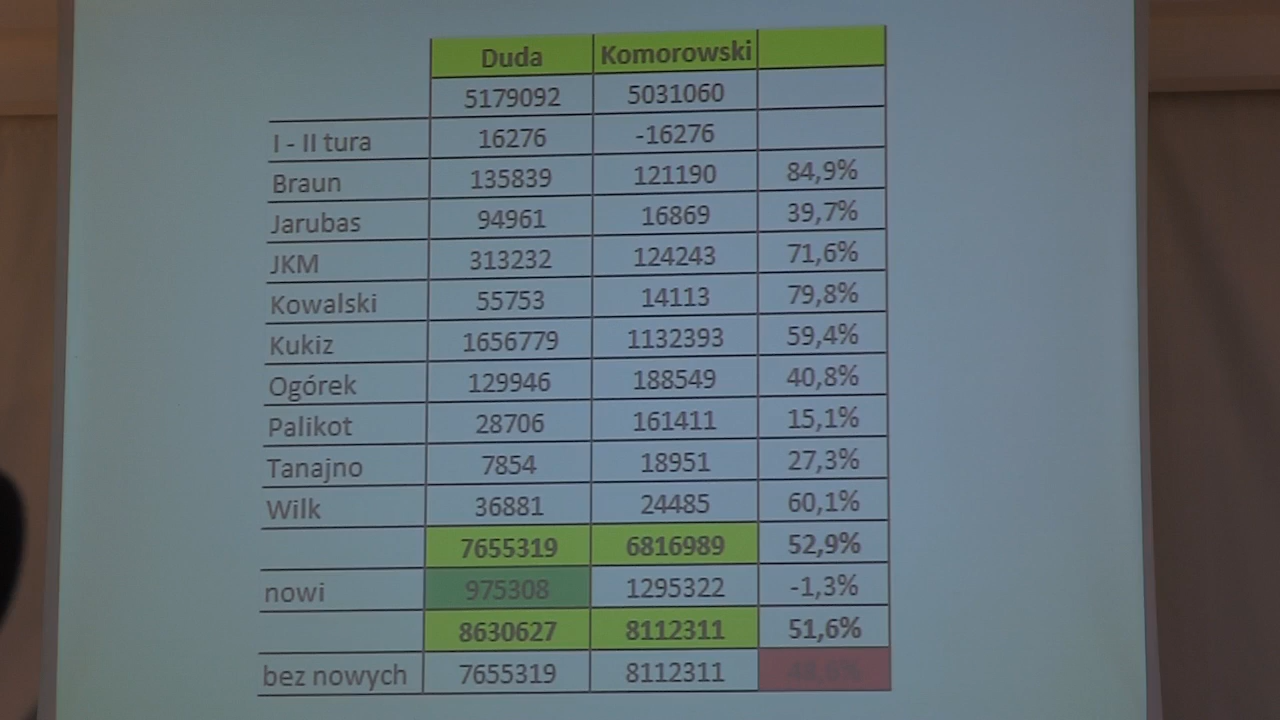 Duda Komorowski
5179092 5031060
I - II tura 16276 -16276
Braun 135839 121190 84,9%
Jarubas 94961 16869 39,7%
JKM 313232 124243 71,6%
Kowalski 55753 14113 79,8%
Kukiz 1656779 1132393 59,4%
Ogórek 129946 188549 40,8%
Palikot 28706 161411 15,1%
Tanajno 7854 18951 27,3%
Wilk 36881 24485 60,1%
7655319 6816989 52,9%
nowi 975308 1295322 -1,3%
8630627 8112311 51,6%
bez nowych 7655319 8112311